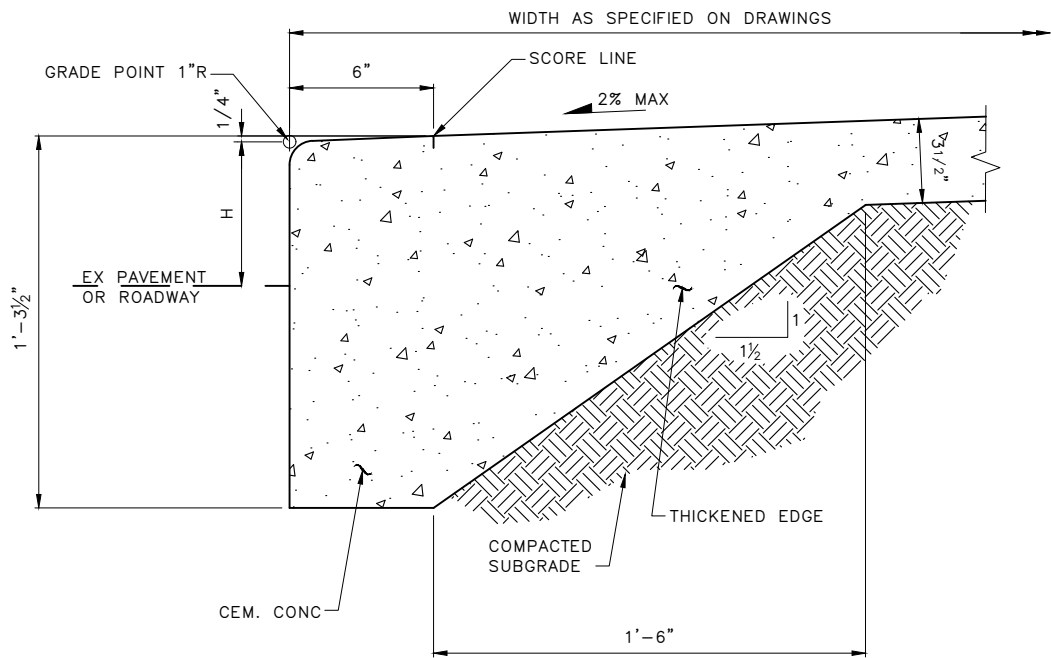 WIDTH AS SPECIFIED ON DRAWINGS
GRADE POINT 1"R
6"
SCORE LINE
1/4"
2% MAX
3 1/2"
H
EX PAVEMENT
OR ROADWAY
1'-3½"
1
1½
THICKENED EDGE
COMPACTED
SUBGRADE
CEM. CONC
1'-6"